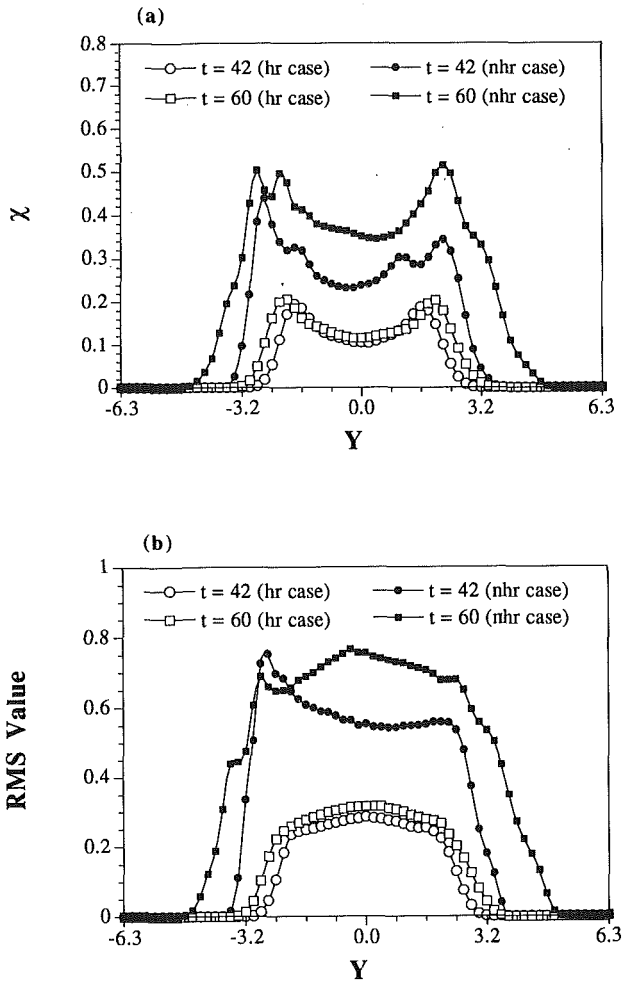 (a)
0.8
0.7
0.6
0.5
0.4
0.3
0.2
0.1
0
χ
t = 42 (hr case)
t = 42 (nhr case)
t = 60 (hr case)
t = 60 (nhr case)
-6.3 -3.2 0.0 3.2 6.3
Y
(b)
1
0.8
0.6
0.4
0.2
0
RMS Value
t = 42 (hr case)
t = 42 (nhr case)
t = 60 (hr case)
t = 60 (nhr case)
-6.3 -3.2 0.0 3.2 6.3
Y